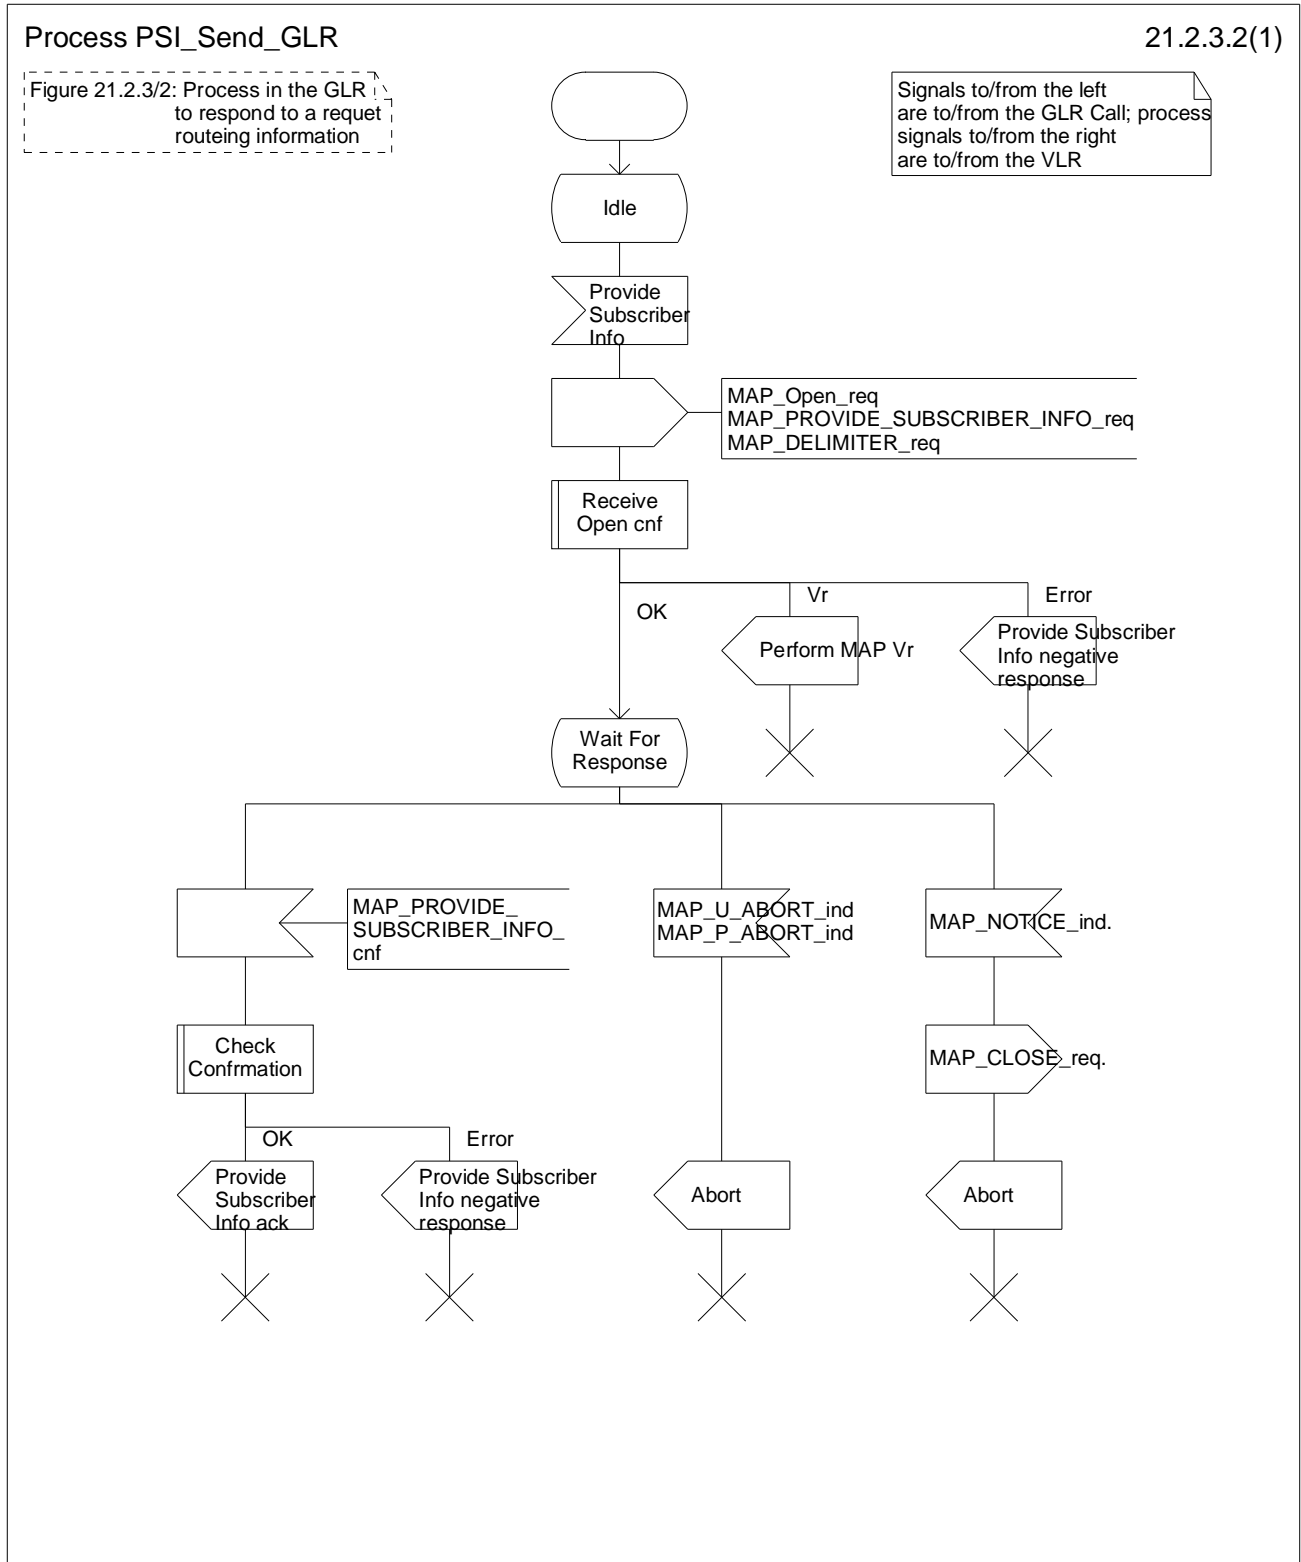 Process PSI_Send_GLR
21.2.3.2(1)
Figure 21.2.3/2: Process in the GLR
to respond to a requet
routeing information
Signals to/from the left
are to/from the GLR Call; process
signals to/from the right
are to/from the VLR
Idle
Provide
Subscriber
Info
MAP_Open_req
MAP_PROVIDE_SUBSCRIBER_INFO_req
MAP_DELIMITER_req
Receive
Open cnf
OK
Vr
Error
Perform MAP Vr
Provide Subscriber
Info negative
response
Wait For
Response
MAP_PROVIDE_
SUBSCRIBER_INFO_
cnf
MAP_U_ABORT_ind
MAP_P_ABORT_ind
MAP_NOTICE_ind.
Check
Confrmation
MAP_CLOSE_req.
OK
Error
Provide
Subscriber
Info ack
Provide Subscriber
Info negative
response
Abort
Abort